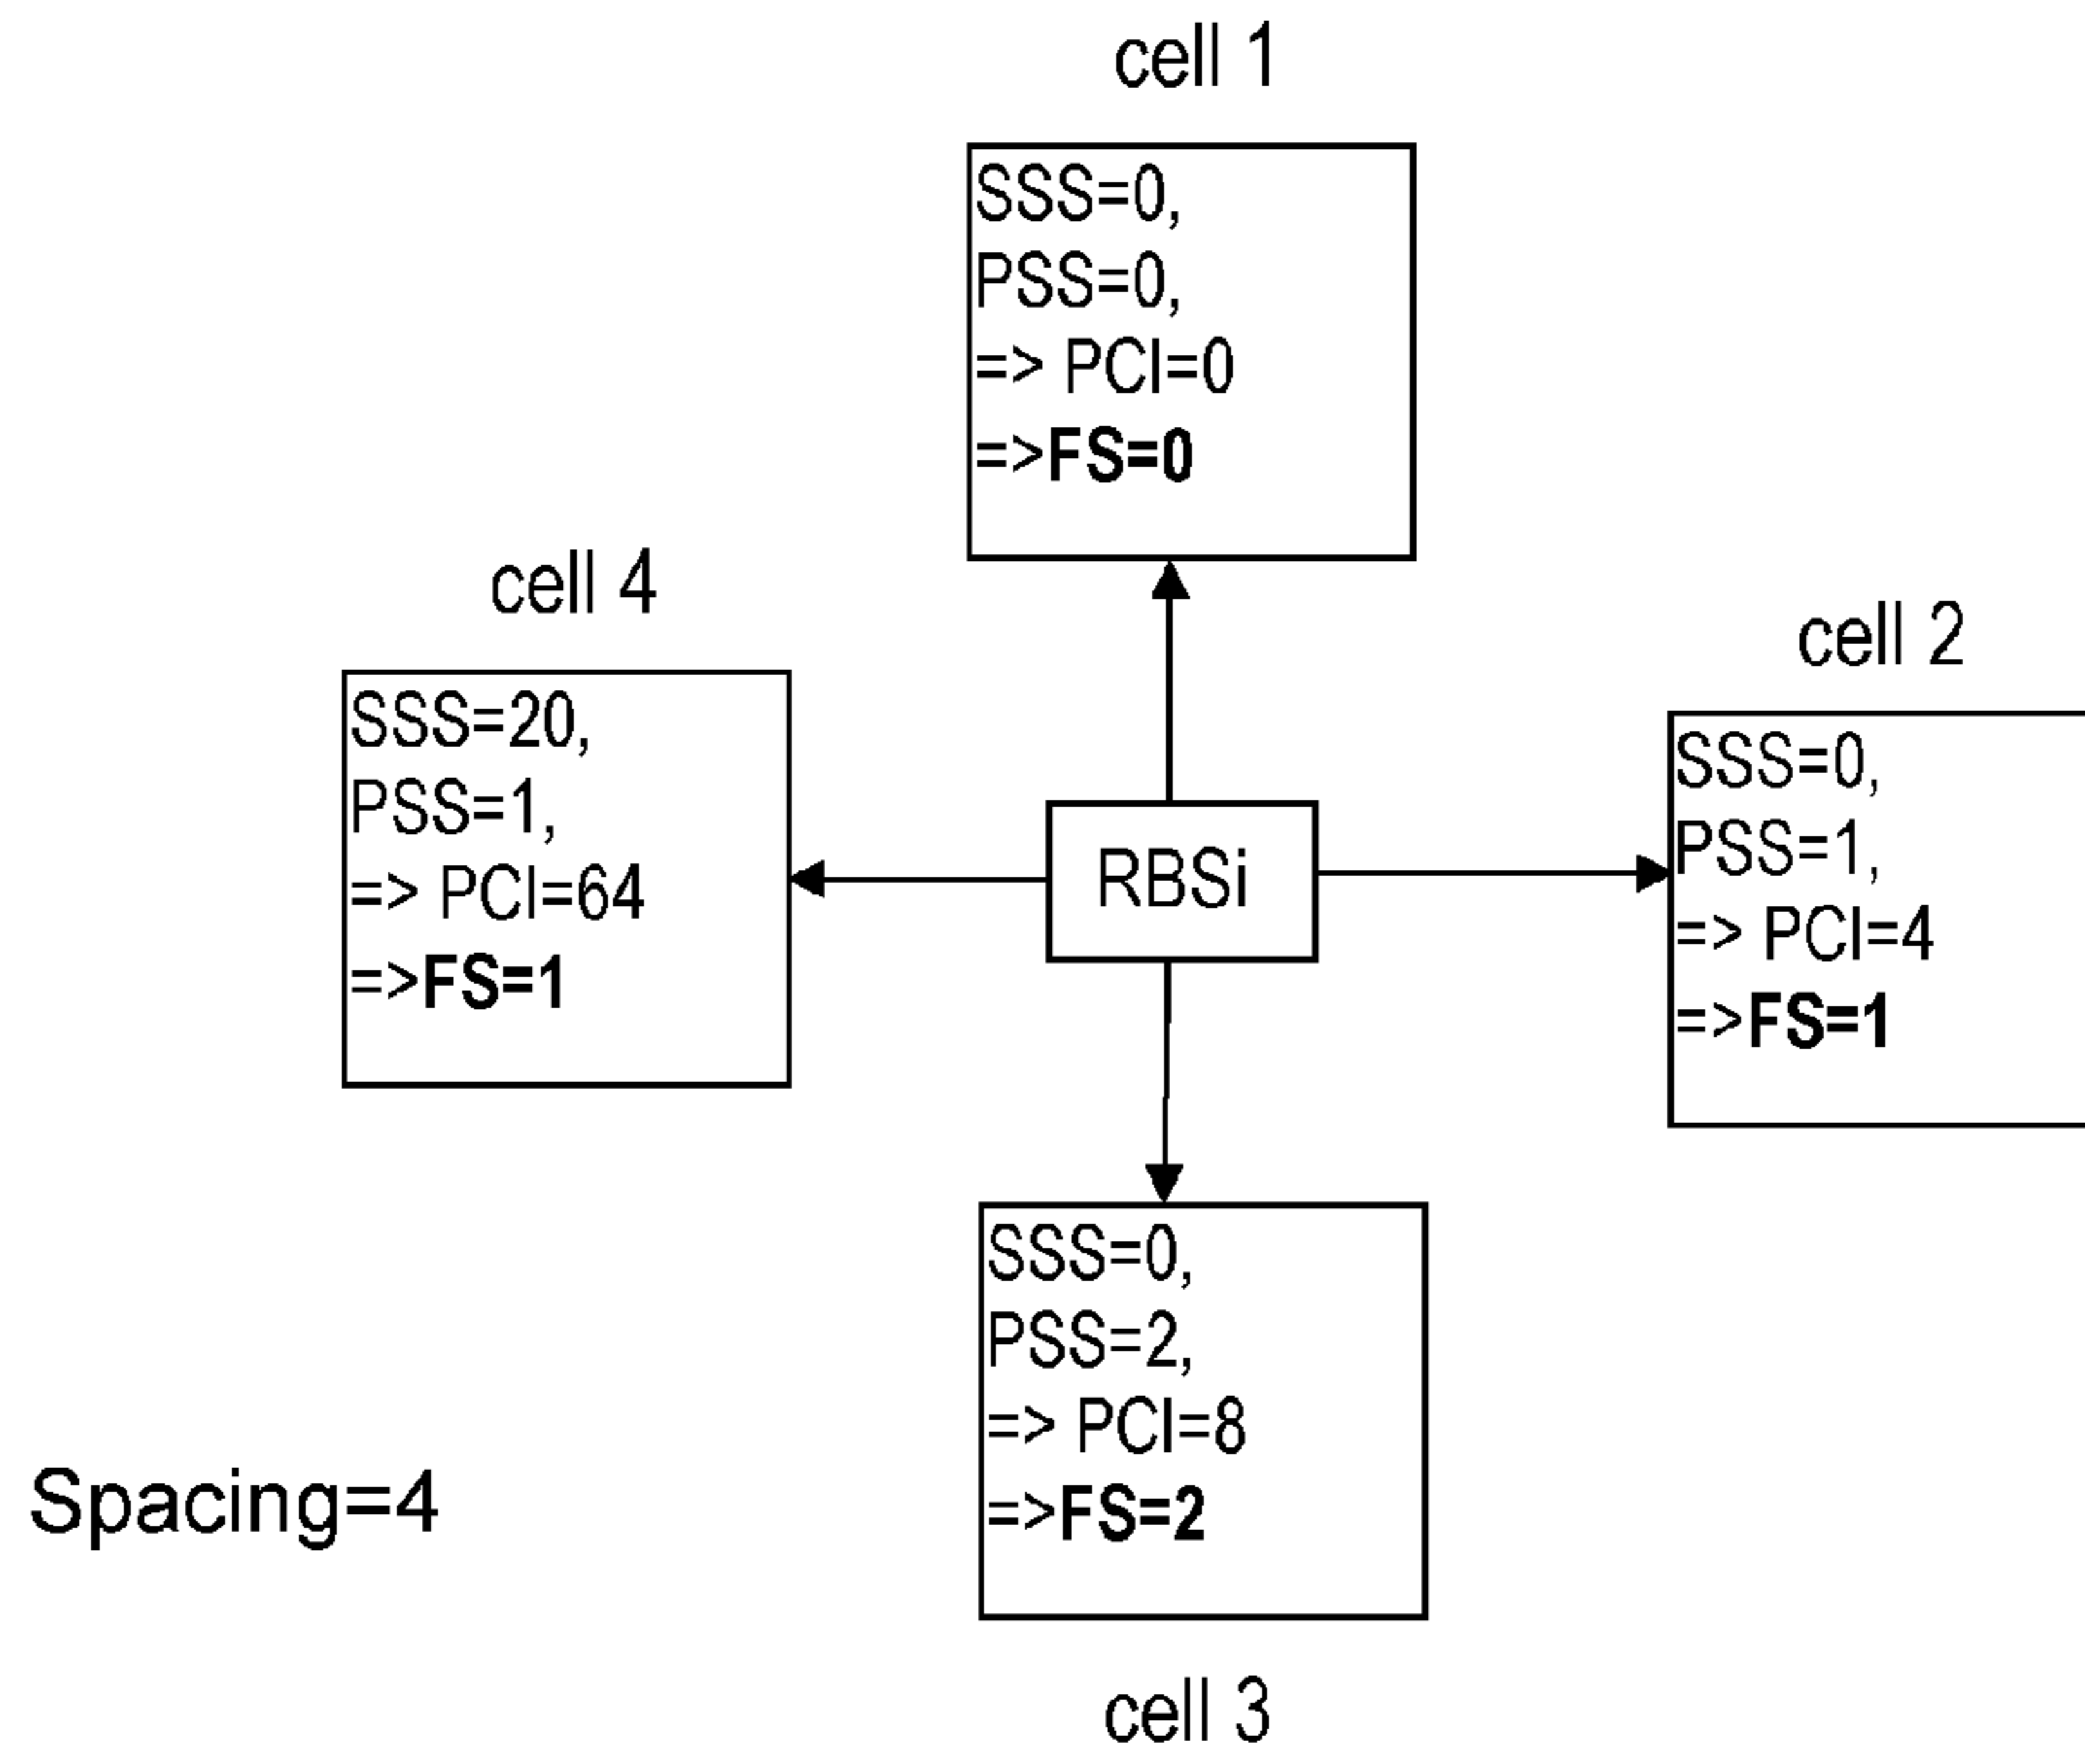 cell 1
SSS=0,
PSS=0,
=> PCI=0
=>FS=0
cell 4
SSS=20,
PSS=1,
=> PCI=64
=>FS=1
cell 2
SSS=0,
PSS=1,
=> PCI=4
=>FS=1
RBSi
SSS=0,
PSS=2,
=> PCI=8
=>FS=2
Spacing=4
cell 3